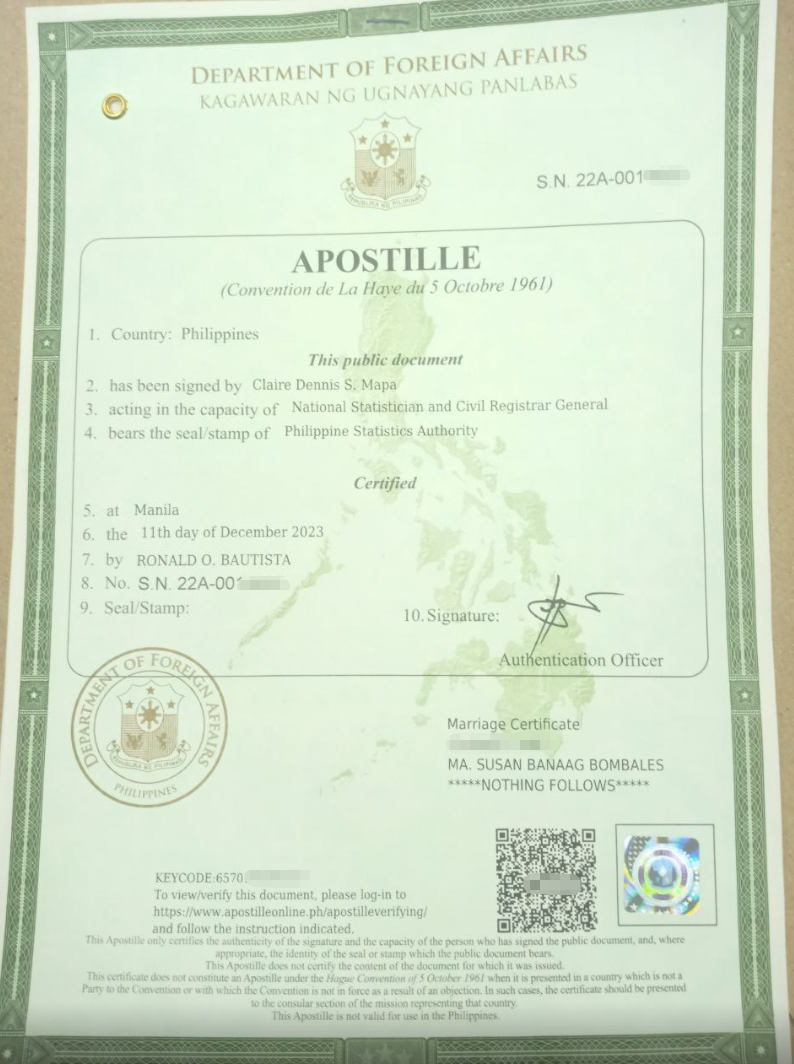 DEPARTMENT OF FOREIGN AFFAIRS
KAGAWARAN NG UGNAYANG PANLABAS
REPUBLIKA NG PILIPINAS
S.N. 22A-001
APOSTILLE
(Convention de La Haye du 5 Octobre 1961)
1. Country: Philippines
This public document
2. has been signed by Claire Dennis S. Mapa
3. acting in the capacity of National Statistician and Civil Registrar General
4. bears the seal/stamp of Philippine Statistics Authority
Certified
5. at Manila
6. the 11th day of December 2023
7. by RONALD O. BAUTISTA
8. No. S.N. 22A-001
9. Seal/Stamp:
10. Signature:
Authentication Officer
DEPARTMENT OF FOREIGN AFFAIRS
REPUBLIKA NG PILIPINAS
PHILIPPINES
Marriage Certificate
MA. SUSAN BANAAG BOMBALES
*****NOTHING FOLLOWS*****
KEYCODE:6570
To view/verify this document, please log-in to
https://www.apostilleonline.ph/apostilleverifying/
and follow the instruction indicated.
This Apostille only certifies the authenticity of the signature and the capacity of the person who has signed the public document, and, where
appropriate, the identity of the seal or stamp which the public document bears.
This Apostille does not certify the content of the document for which it was issued.
This certificate does not constitute an Apostille under the Hague Convention of 5 October 1961 when it is presented in a country which is not a
Party to the Convention or with which the Convention is not in force as a result of an objection. In such cases, the certificate should be presented
to the consular section of the mission representing that country.
This Apostille is not valid for use in the Philippines.